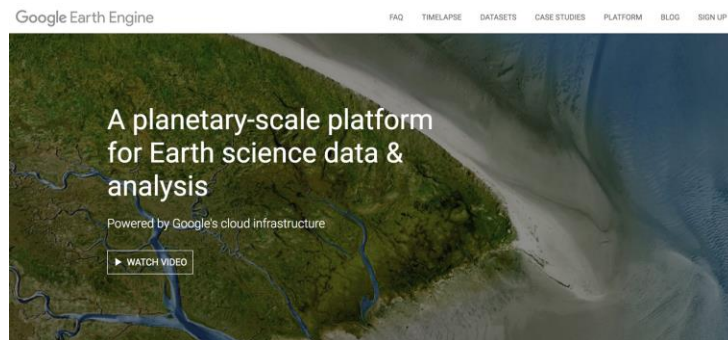 Google Earth Engine
FAQ TIMELAPSE DATASETS CASE STUDIES PLATFORM BLOG SIGN UP
A planetary-scale platform
for Earth science data &
analysis
Powered by Google's cloud infrastructure
WATCH VIDEO